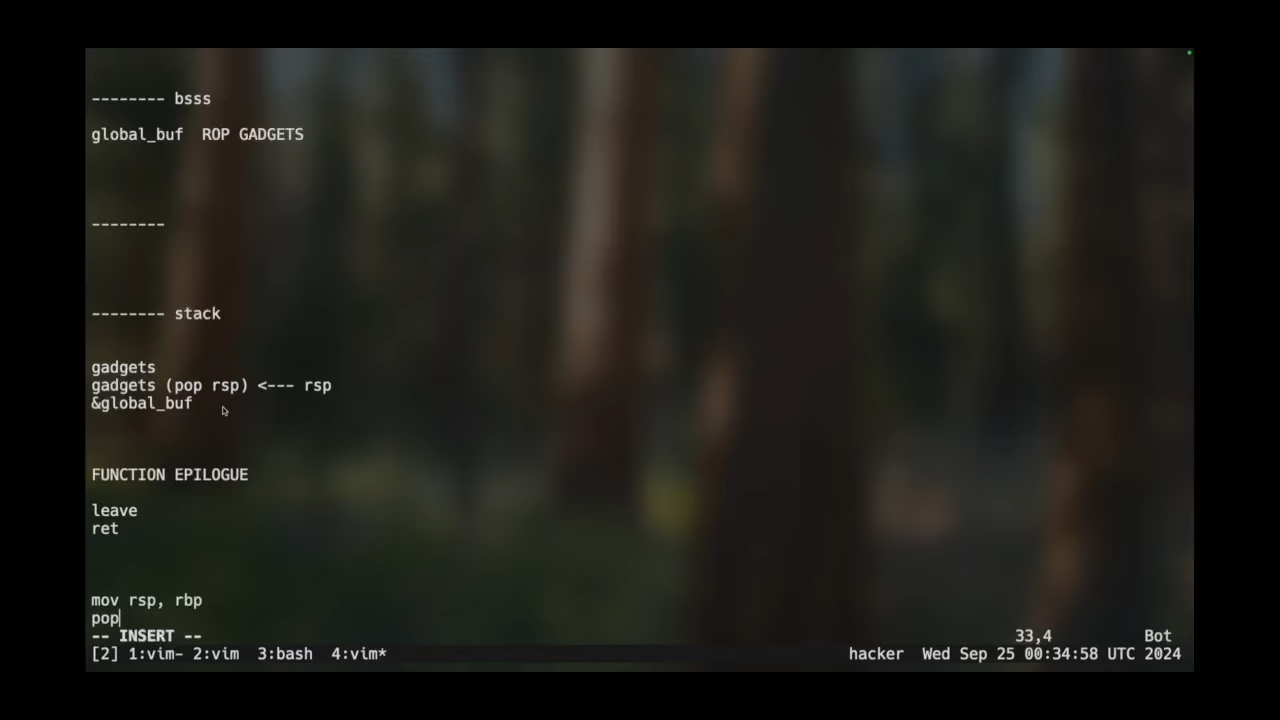 -------- bsss
global_buf  ROP GADGETS
--------
-------- stack
gadgets
gadgets (pop rsp) <--- rsp
&global_buf
FUNCTION EPILOGUE
leave
ret
mov rsp, rbp
pop
-- INSERT --                                                                                         33,4          Bot
[2] 1:vim- 2:vim  3:bash  4:vim*                                                   hacker  Wed Sep 25 00:34:58 UTC 2024